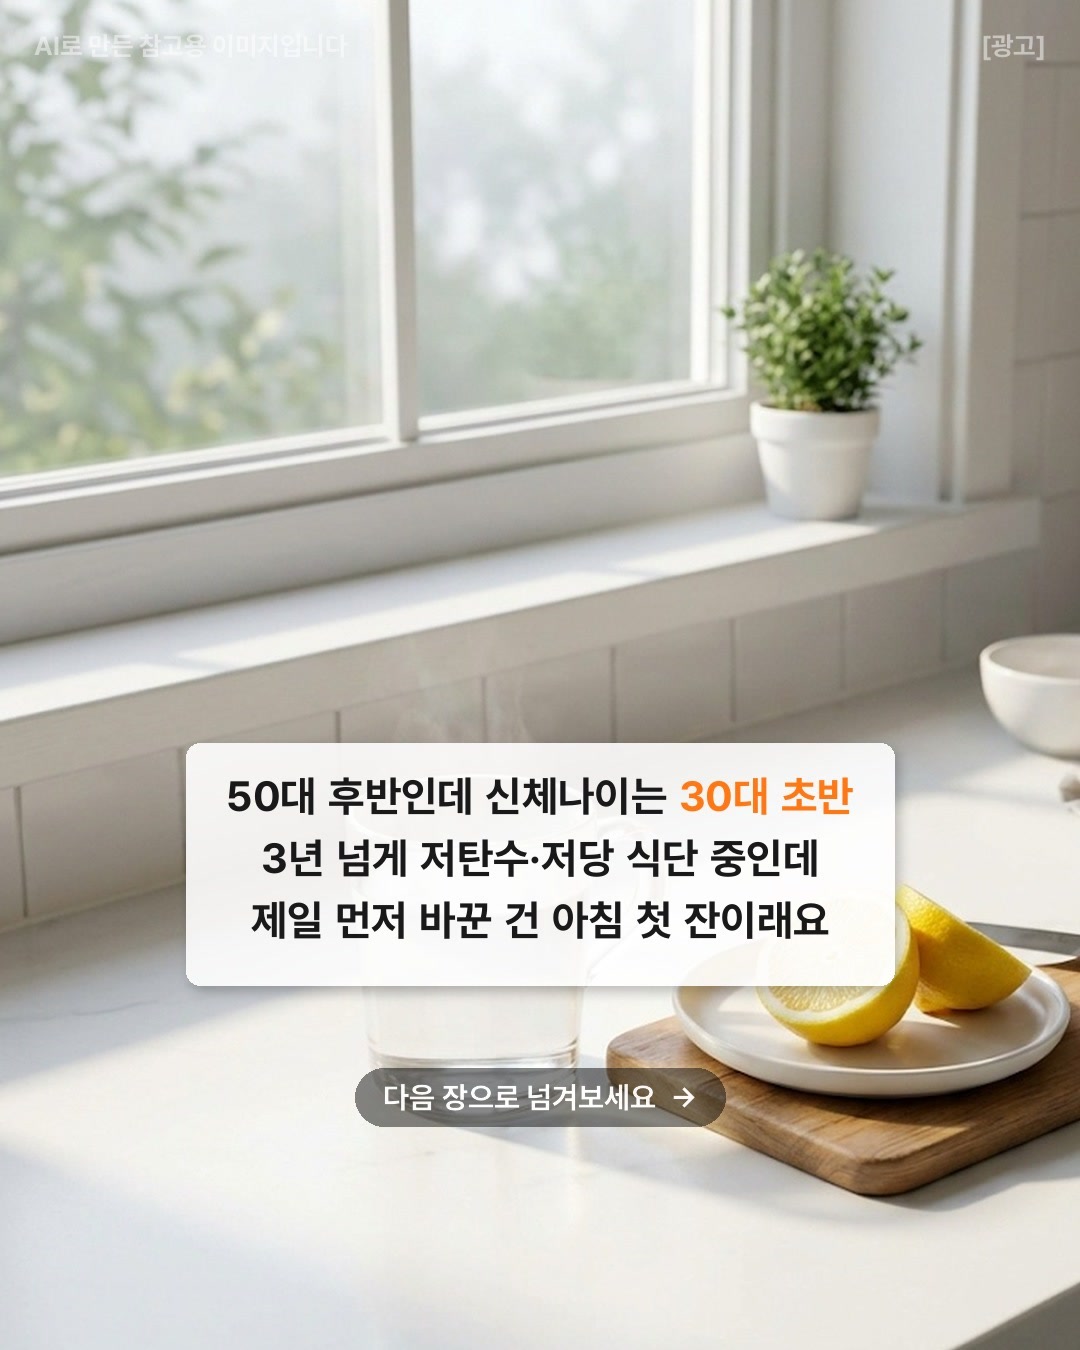 AI로 만든 참고용 이미지입니다
[광고]
50대 후반인데 신체나이는 30대 초반
3년 넘게 저탄수·저당 식단 중인데
제일 먼저 바꾼 건 아침 첫 잔이래요
다음 장으로 넘겨보세요 →